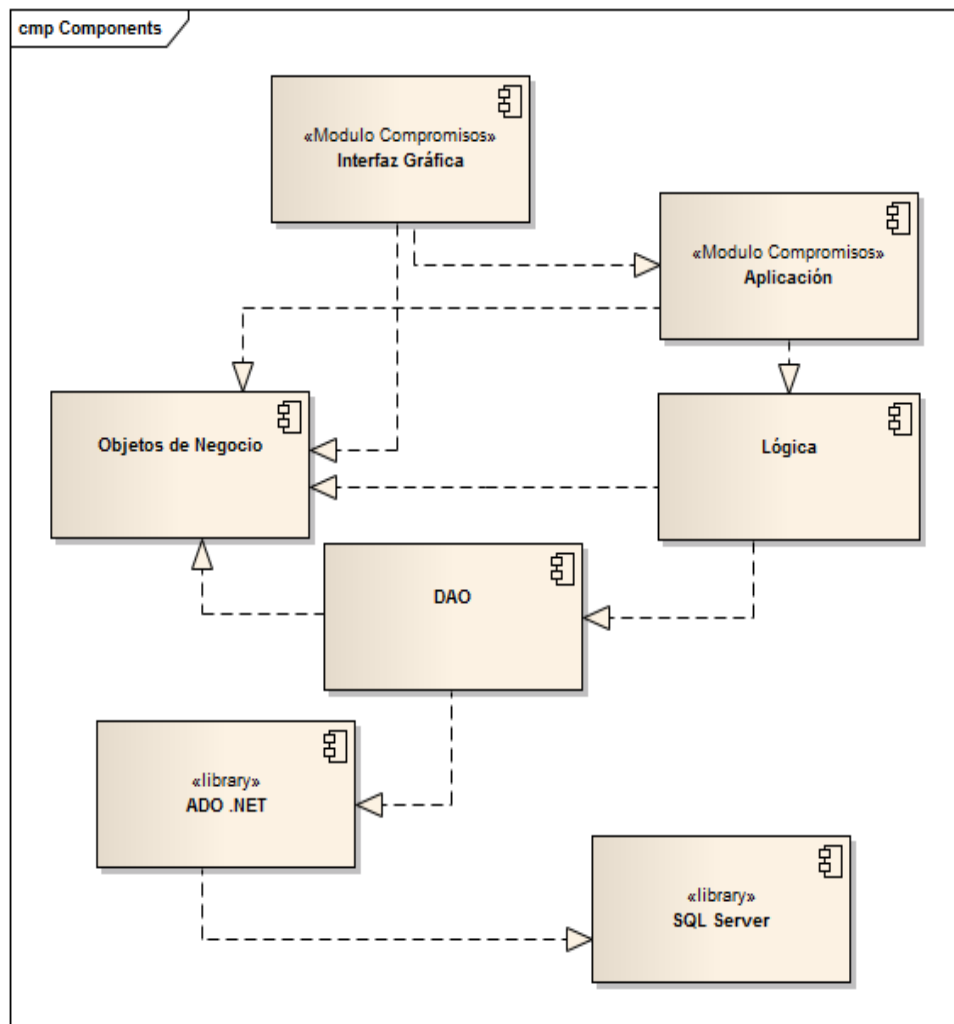 cmp Components
«Modulo Compromisos»
Interfaz Gráfica
«Modulo Compromisos»
Aplicación
Objetos de Negocio
Lógica
DAO
«library»
ADO .NET
«library»
SQL Server